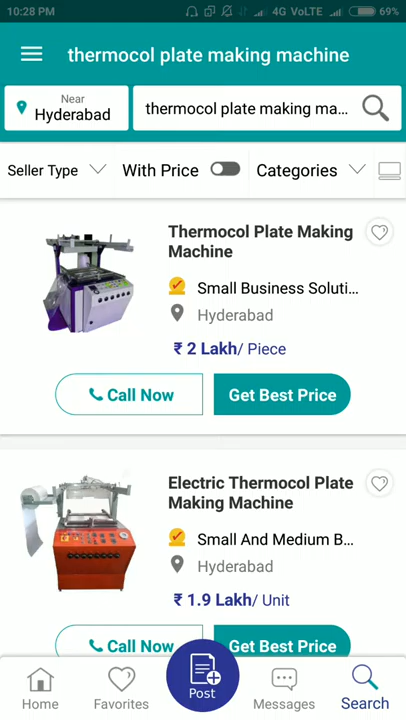 10:28 PM 4G VoLTE 69%
thermocol plate making machine
Near
Hyderabad
thermocol plate making ma...
Seller Type With Price Categories
Thermocol Plate Making
Machine
Small Business Soluti...
Hyderabad
₹ 2 Lakh/ Piece
Call Now Get Best Price
Electric Thermocol Plate
Making Machine
Small And Medium B...
Hyderabad
₹ 1.9 Lakh/ Unit
Call Now Get Best Price
Home Favorites Post Messages Search